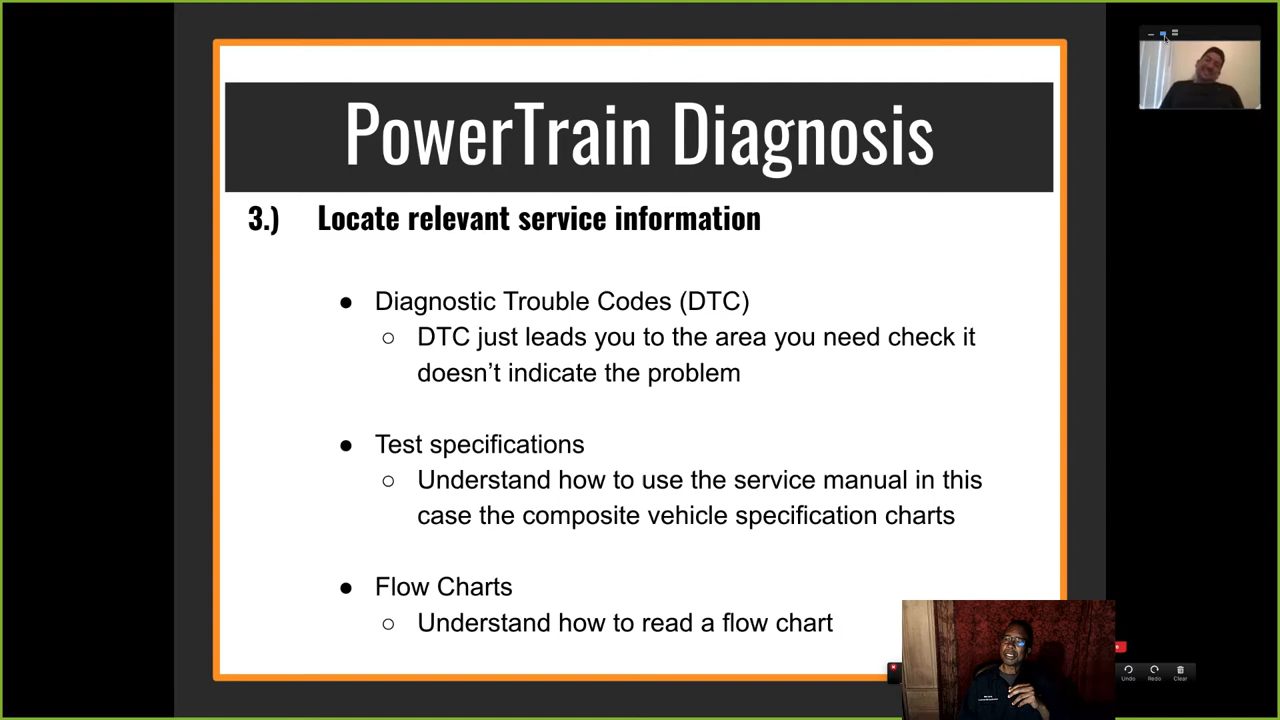 PowerTrain Diagnosis
3.) Locate relevant service information
● Diagnostic Trouble Codes (DTC)
○ DTC just leads you to the area you need check it
doesn’t indicate the problem
● Test specifications
○ Understand how to use the service manual in this
case the composite vehicle specification charts
● Flow Charts
○ Understand how to read a flow chart
Undo Redo Clear